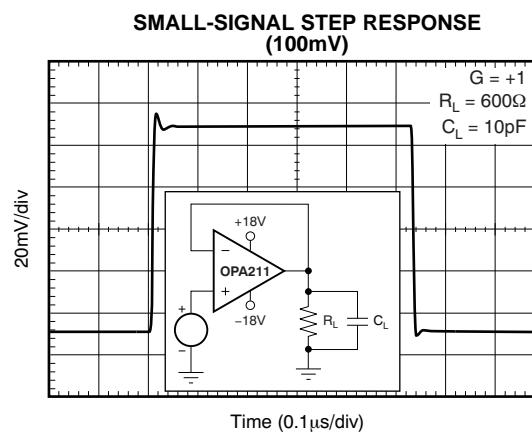 SMALL-SIGNAL STEP RESPONSE
(100mV)
G = +1
R_L = 600Ω
C_L = 10pF
20mV/div
+18V
−
OPA211
+
−18V
+
−
R_L
C_L
Time (0.1µs/div)